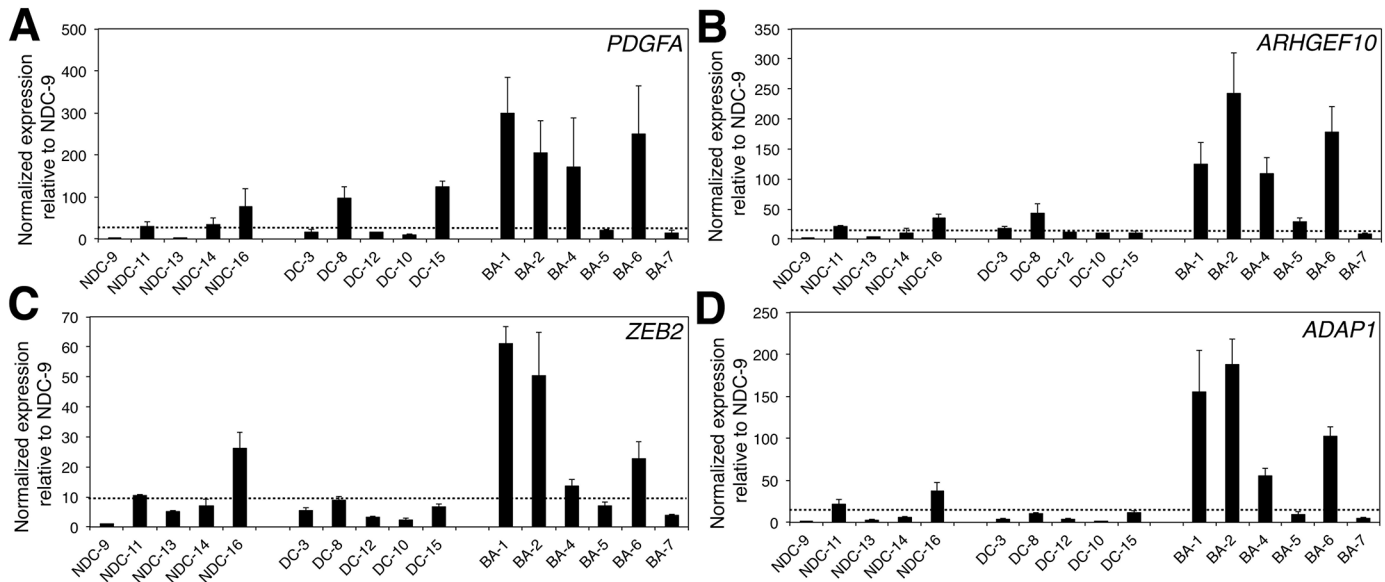 A
PDGFA
Normalized expression
relative to NDC-9
500
400
300
200
100
0
NDC-9
NDC-11
NDC-13
NDC-14
NDC-16
DC-3
DC-8
DC-12
DC-10
DC-15
BA-1
BA-2
BA-4
BA-5
BA-6
BA-7
B
ARHGEF10
Normalized expression
relative to NDC-9
350
300
250
200
150
100
50
0
NDC-9
NDC-11
NDC-13
NDC-14
NDC-16
DC-3
DC-8
DC-12
DC-10
DC-15
BA-1
BA-2
BA-4
BA-5
BA-6
BA-7
C
ZEB2
Normalized expression
relative to NDC-9
70
60
50
40
30
20
10
0
NDC-9
NDC-11
NDC-13
NDC-14
NDC-16
DC-3
DC-8
DC-12
DC-10
DC-15
BA-1
BA-2
BA-4
BA-5
BA-6
BA-7
D
ADAP1
Normalized expression
relative to NDC-9
250
200
150
100
50
0
NDC-9
NDC-11
NDC-13
NDC-14
NDC-16
DC-3
DC-8
DC-12
DC-10
DC-15
BA-1
BA-2
BA-4
BA-5
BA-6
BA-7